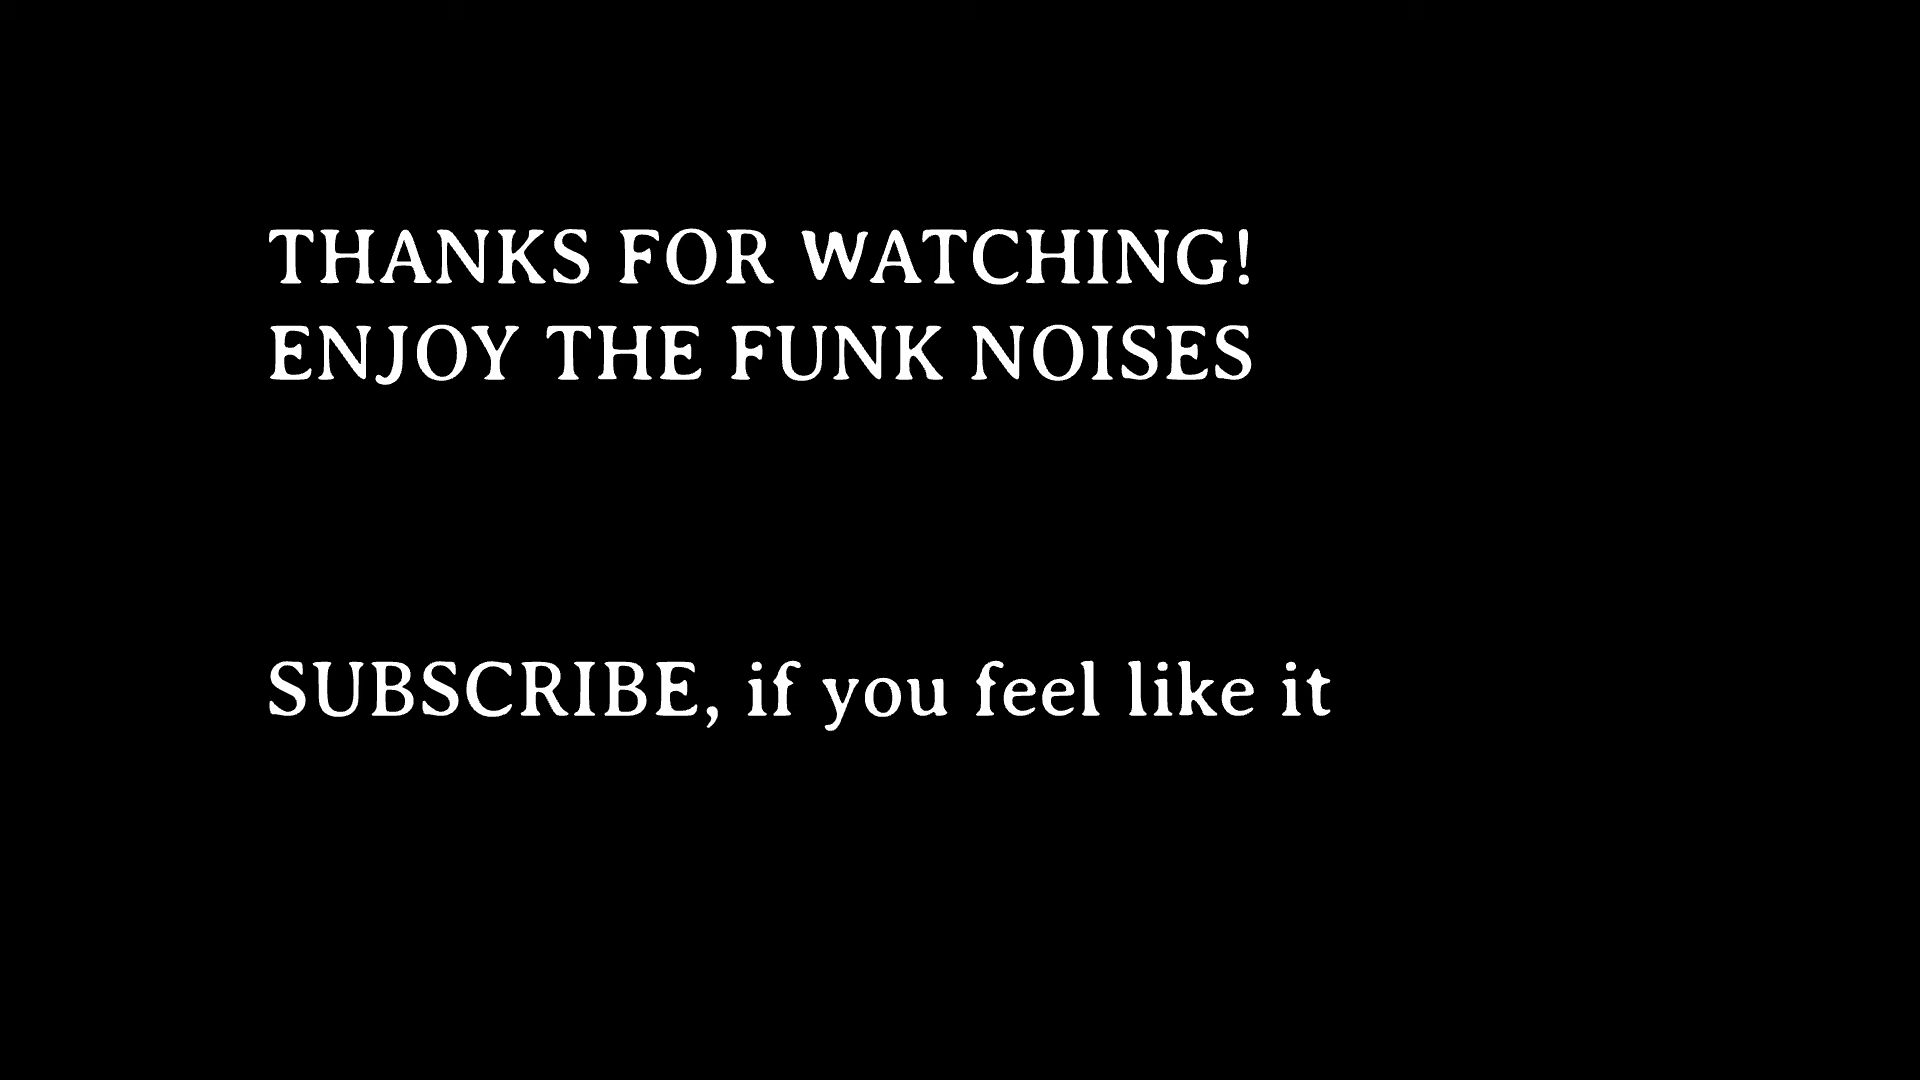 THANKS FOR WATCHING!
ENJOY THE FUNK NOISES
SUBSCRIBE, if you feel like it